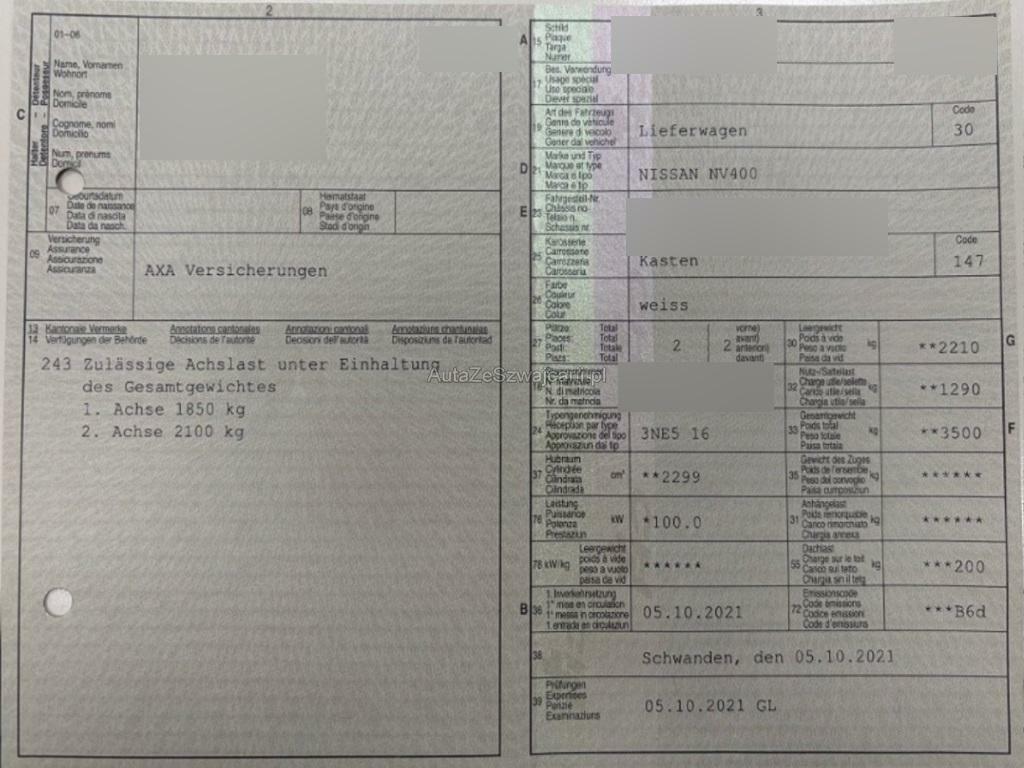 2
01-06
Detenteur Possessur
Halter Detentore
C
Name, Vornamen
Wohnort
Nom, prénoms
Domicile
Cognome, nomi
Domicilio
Num, prenums
Domicil
07
Geburtsdatum
Date de naissance
Data di nascita
Data da nasch.
08
Heimatstaat
Pays d'origine
Paese d'origine
Stadi d'origin
09
Versicherung
Assurance
Assicurazione
Assicuranza
AXA Versicherungen
13 Kantonale Vermerke Annotations cantonales Annotazioni cantonali Annotaziuns chantunalas
14 Verfügungen der Behörde Décisions de l'autorité Decisioni dell'autorità Disposiziuns da l'autoritad
243 Zulässige Achslast unter Einhaltung
des Gesamtgewichtes
1. Achse 1850 kg
2. Achse 2100 kg
AutaZeSzwajcarii.pl
3
A
15
Schild
Plaque
Targa
Numer
17
Bes. Verwendung
Usage spécial
Uso speciale
Diever spezial
19
Art des Fahrzeugs
Genre de véhicule
Genere di veicolo
Gener dal vehichel
Lieferwagen
Code
30
D
21
Marke und Typ
Marque et type
Marca e tipo
Marca e tip
NISSAN NV400
E
23
Fahrgestell-Nr.
Châssis no
Telaio n.
Schassis nr.
25
Karosserie
Carrosserie
Carrozzeria
Carossaria
Kasten
Code
147
26
Farbe
Couleur
Colore
Colur
weiss
27
Plätze: Total
Places: Total
Posti: Totale
Plazs: Total
2
( vorne)
2 avant)
( anteriori)
davant)
30
Leergewicht
Poids à vide
Peso a vuoto
Paisa da vid
kg
**2210
G
18
N° matricule
N. di matricola
Nr. da matricla
32
Nutz-/Sattellast
Charge utile/sellette
Carico utile/sella
Chargia utila/sella
kg
**1290
24
Typengenehmigung
Réception par type
Approvazione del tipo
Approvaziun dal tip
3NE5 16
33
Gesamtgewicht
Poids total
Peso totale
Paisa totala
kg
**3500
F
37
Hubraum
Cylindrée
Cilindrata
Cilindrada
cm³
**2299
35
Gewicht des Zuges
Poids de l'ensemble
Peso del convoglio
Paisa cumposiziun
kg
******
76
Leistung
Puissance
Potenza
Prestaziun
kW
*100.0
31
Anhängelast
Poids remorquable
Carico rimorchiato
Chargia annexa
kg
******
78 kW/kg
Leergewicht
poids à vide
peso a vuoto
paisa da vid
******
55
Dachlast
Charge sur le toit
Carico sul tetto
Chargia sin il tetg
kg
***200
B
36
1. Inverkehrsetzung
1re mise en circulation
1a messa in circolazione
1. entrada en circulaziun
05.10.2021
72
Emissionscode
Code émissions
Codice emissioni
Code d'emissiuns
***B6d
38
Schwanden, den 05.10.2021
39
Prüfungen
Expertises
Perizie
Examinaziuns
05.10.2021 GL